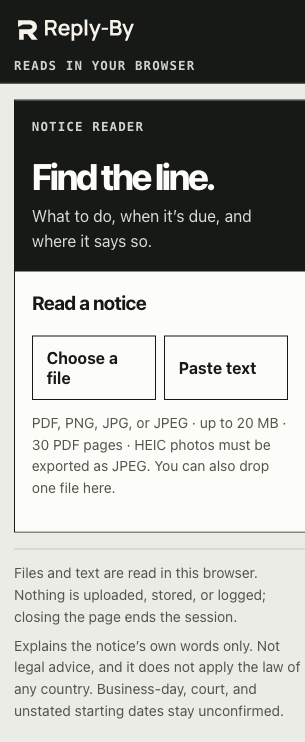 Reply-By
READS IN YOUR BROWSER
NOTICE READER
Find the line.
What to do, when it’s due, and
where it says so.
Read a notice
Choose a
file
Paste text
PDF, PNG, JPG, or JPEG · up to 20 MB ·
30 PDF pages · HEIC photos must be
exported as JPEG. You can also drop
one file here.
Files and text are read in this browser.
Nothing is uploaded, stored, or logged;
closing the page ends the session.
Explains the notice’s own words only. Not
legal advice, and it does not apply the law of
any country. Business-day, court, and
unstated starting dates stay unconfirmed.